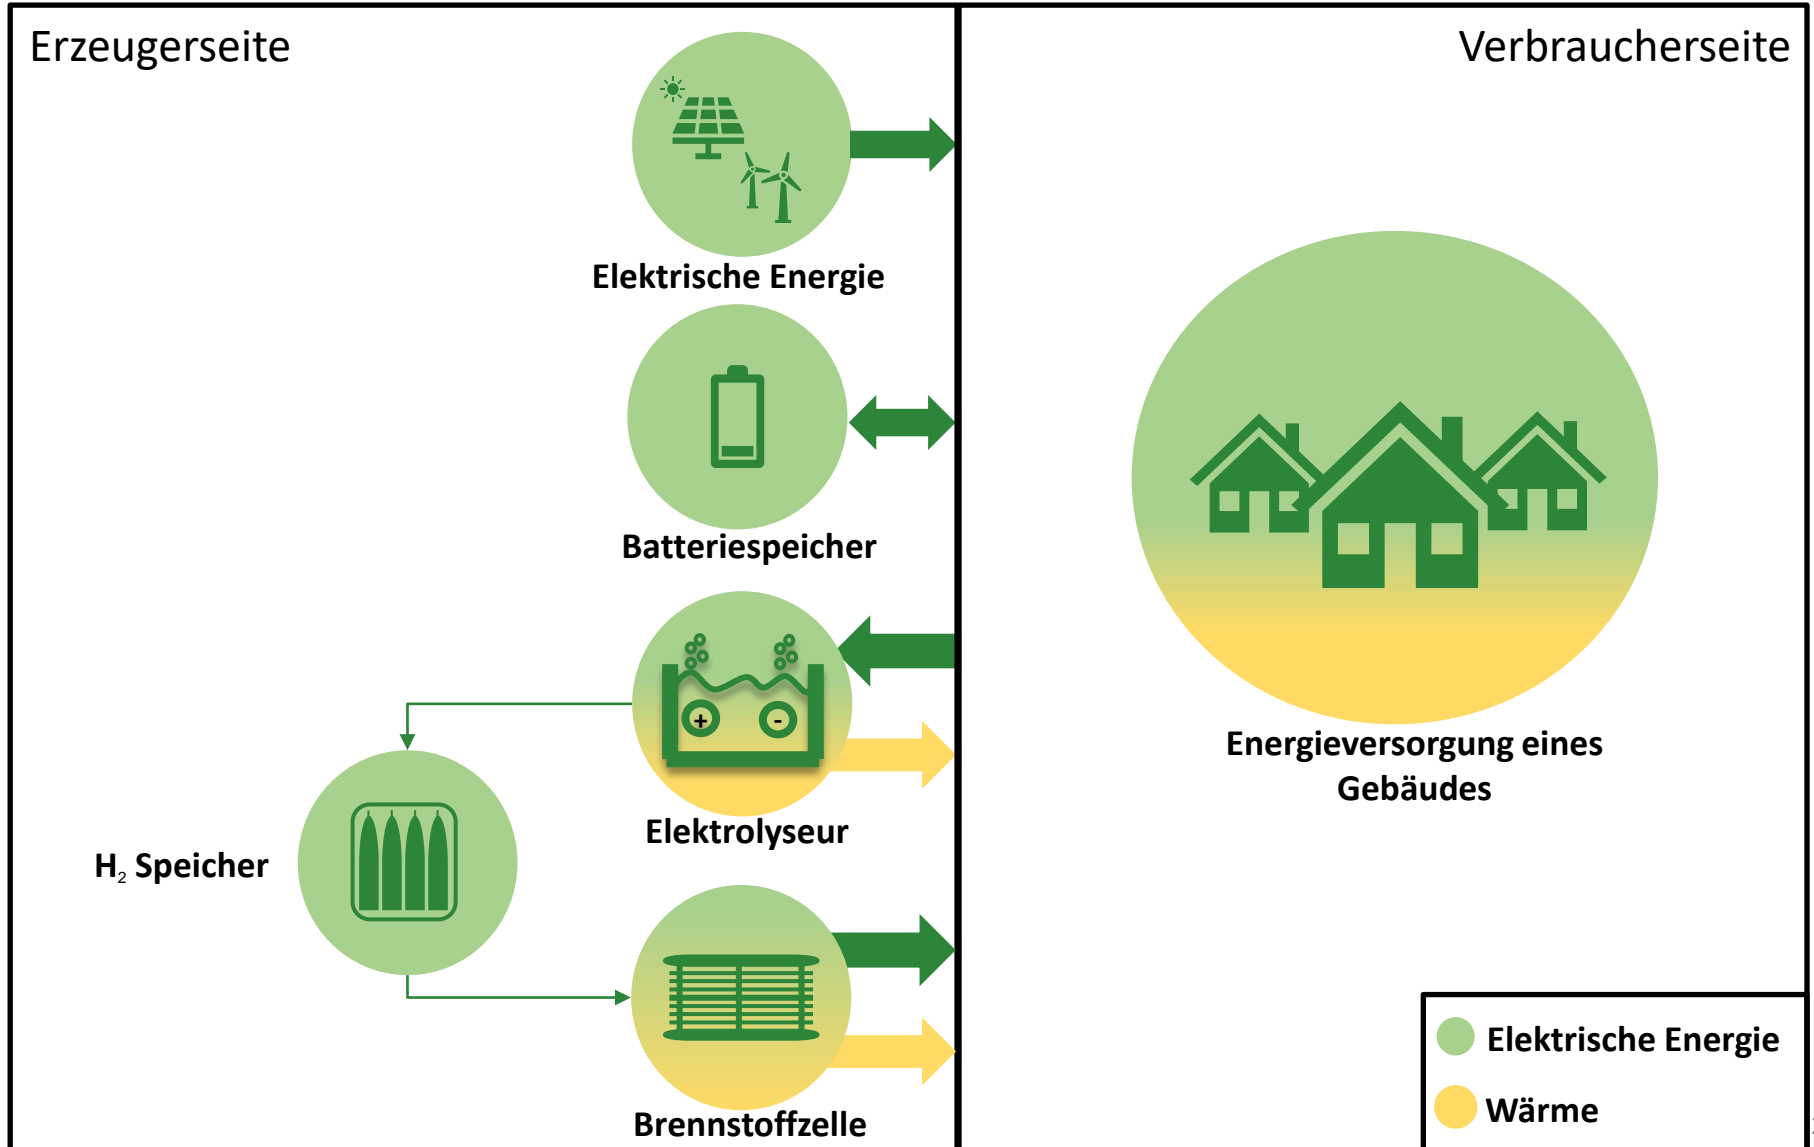 Erzeugerseite
Verbraucherseite
Elektrische Energie
Batteriespeicher
+ -
Elektrolyseur
H₂ Speicher
Brennstoffzelle
Energieversorgung eines
Gebäudes
Elektrische Energie
Wärme